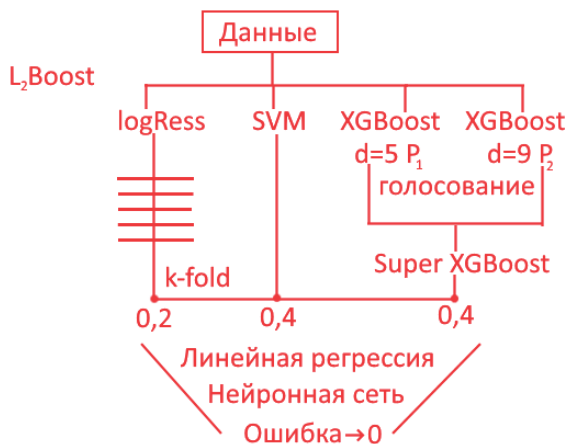 Данные
L₂Boost
logRess SVM XGBoost XGBoost
d=5 P₁ d=9 P₂
голосование
Super XGBoost
k-fold
0,2 0,4 0,4
Линейная регрессия
Нейронная сеть
Ошибка→0